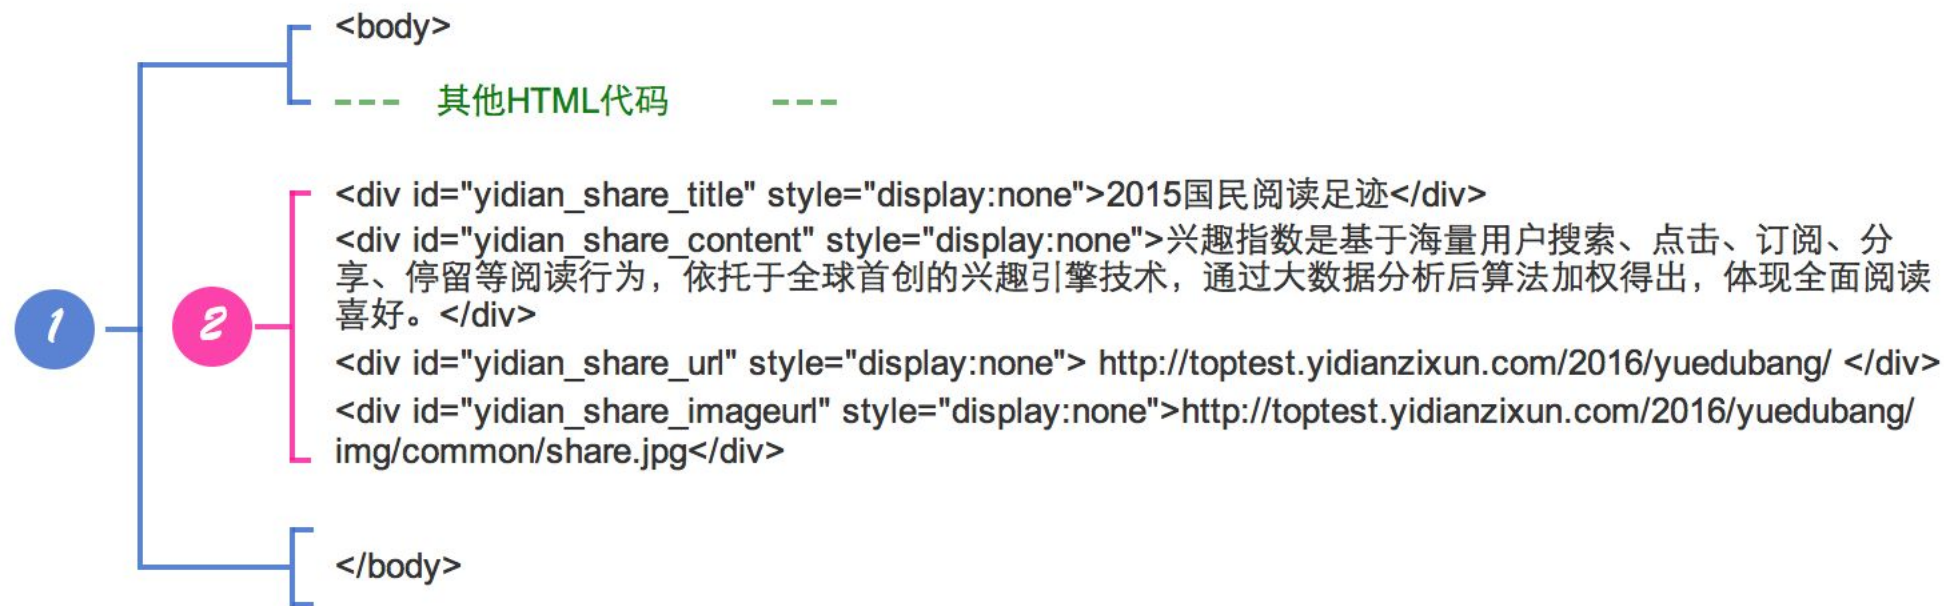 <body>
--- 其他HTML代码 ---
<div id="yidian_share_title" style="display:none">2015国民阅读足迹</div>
<div id="yidian_share_content" style="display:none">兴趣指数是基于海量用户搜索、点击、订阅、分
享、停留等阅读行为，依托于全球首创的兴趣引擎技术，通过大数据分析后算法加权得出，体现全面阅读
喜好。</div>
1
2
<div id="yidian_share_url" style="display:none"> http://toptest.yidianzixun.com/2016/yuedubang/ </div>
<div id="yidian_share_imageurl" style="display:none">http://toptest.yidianzixun.com/2016/yuedubang/
img/common/share.jpg</div>
</body>